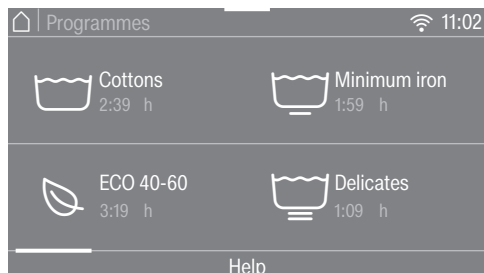 Programmes 11:02
Cottons
2:39 h
Minimum iron
1:59 h
ECO 40-60
3:19 h
Delicates
1:09 h
Help